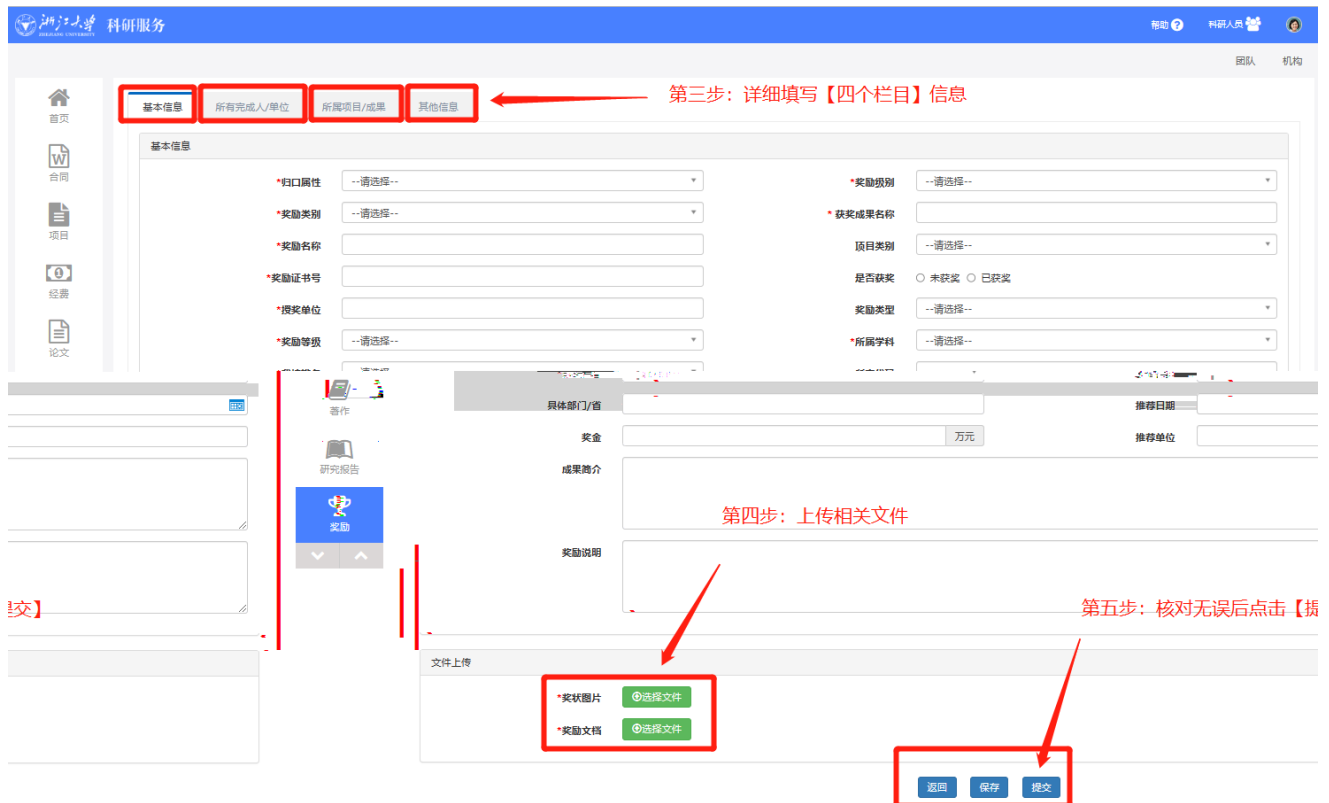 浙江大学 科研服务 帮助 科研人员
ZHEJIANG UNIVERSITY
团队 机构
首页
合同
项目
经费
论文
基本信息 所有完成人/单位 所属项目/成果 其他信息
第三步：详细填写【四个栏目】信息
基本信息
*归口属性 --请选择-- *奖励级别 --请选择--
*奖励类别 --请选择-- * 获奖成果名称
*奖励名称 项目类别 --请选择--
*奖励证书号 是否获奖 未获奖 已获奖
*授奖单位 奖励类型 --请选择--
*奖励等级 --请选择-- *所属学科 --请选择--
著作
研究报告
奖励
具体部门/省 推荐日期
奖金 万元 推荐单位
成果简介
第四步：上传相关文件
奖励说明
交】
第五步：核对无误后点击【提
文件上传
*奖状图片 选择文件
*奖励文档 选择文件
返回 保存 提交